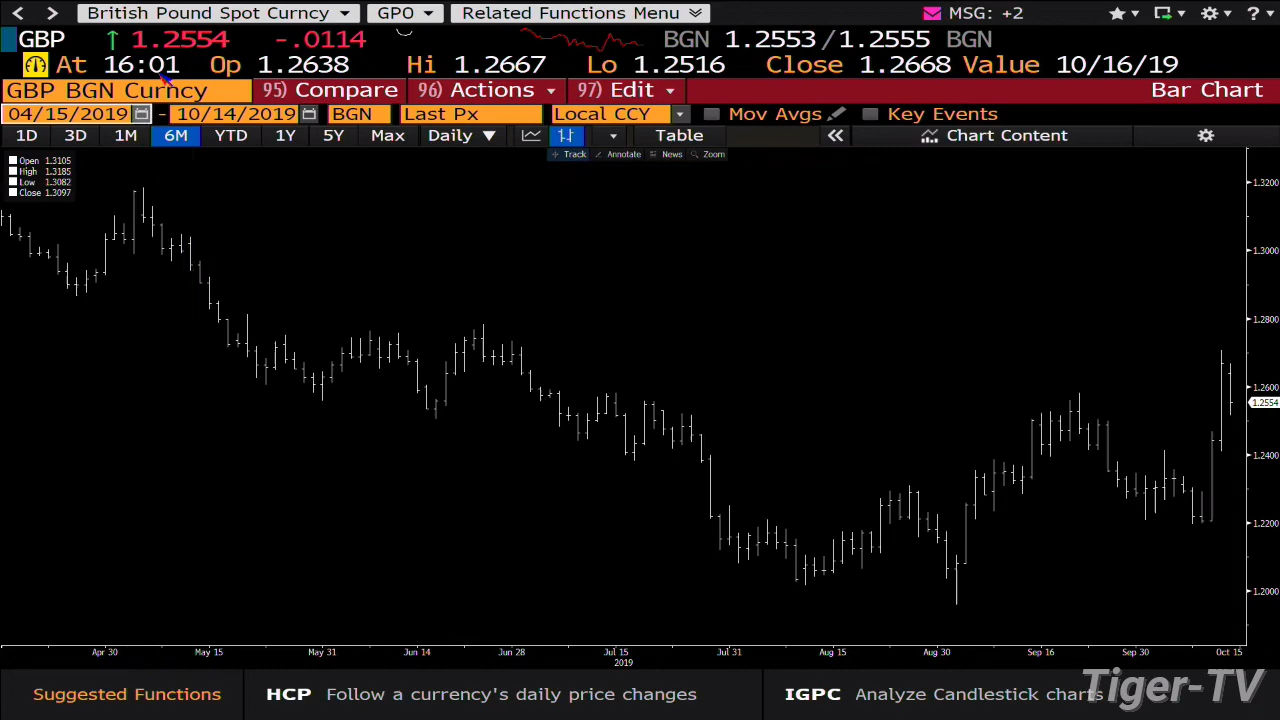 British Pound Spot Curncy GPO Related Functions Menu MSG: +2
GBP 1.2554 -.0114 BGN 1.2553/1.2555 BGN
At 16:01 Op 1.2638 Hi 1.2667 Lo 1.2516 Close 1.2668 Value 10/16/19
GBP BGN Curncy 95) Compare 96) Actions 97) Edit Bar Chart
04/15/2019 - 10/14/2019 BGN Last Px Local CCY Mov Avgs Key Events
1D 3D 1M 6M YTD 1Y 5Y Max Daily ▼ Table « Chart Content
Track Annotate News Zoom
Open 1.3105
High 1.3185
Low 1.3082
Close 1.3097
1.3200
1.3000
1.2800
1.2600
1.2554
1.2400
1.2200
1.2000
Apr 30 May 15 May 31 Jun 14 Jun 28 Jul 15 Jul 31 Aug 15 Aug 30 Sep 16 Sep 30 Oct 15
2019
Suggested Functions HCP Follow a currency's daily price changes IGPC Analyze Candlestick charts
Tiger-TV